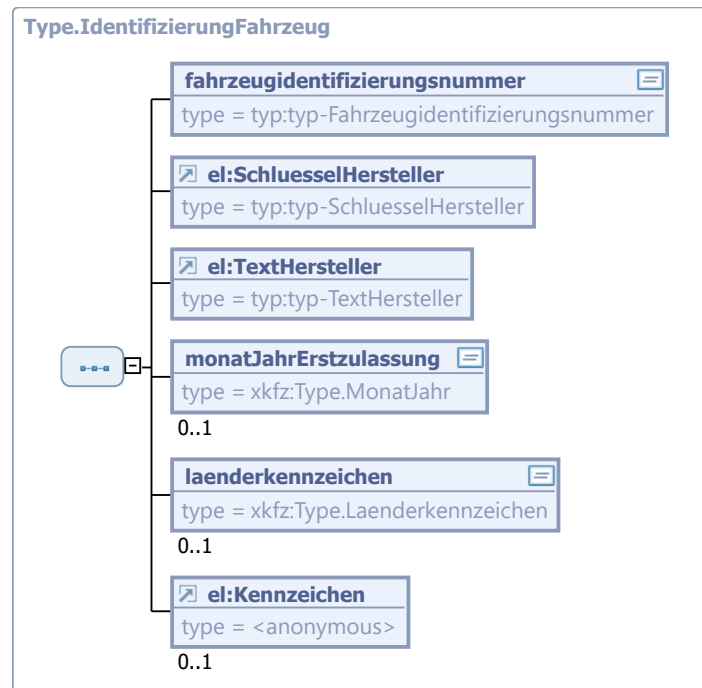 Type.IdentifizierungFahrzeug
fahrzeugidentifizierungsnummer
type = typ:typ-Fahrzeugidentifizierungsnummer
el:SchluesselHersteller
type = typ:typ-SchluesselHersteller
el:TextHersteller
type = typ:typ-TextHersteller
monatJahrErstzulassung
type = xkfz:Type.MonatJahr
0..1
laenderkennzeichen
type = xkfz:Type.Laenderkennzeichen
0..1
el:Kennzeichen
type = <anonymous>
0..1